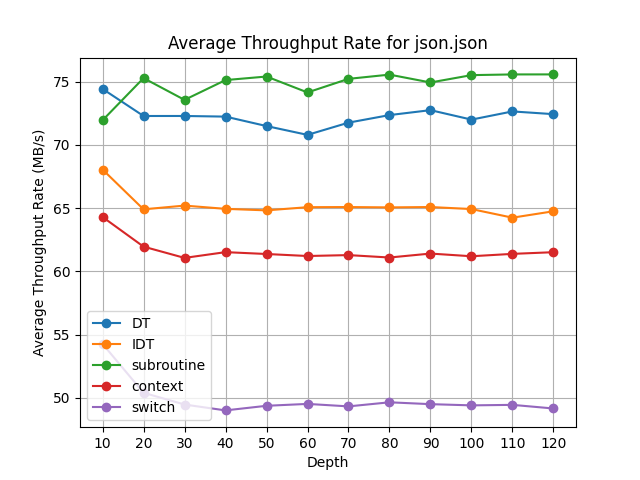 Average Throughput Rate for json.json
Average Throughput Rate (MB/s)
75
70
65
60
55
50
DT
IDT
subroutine
context
switch
10 20 30 40 50 60 70 80 90 100 110 120
Depth